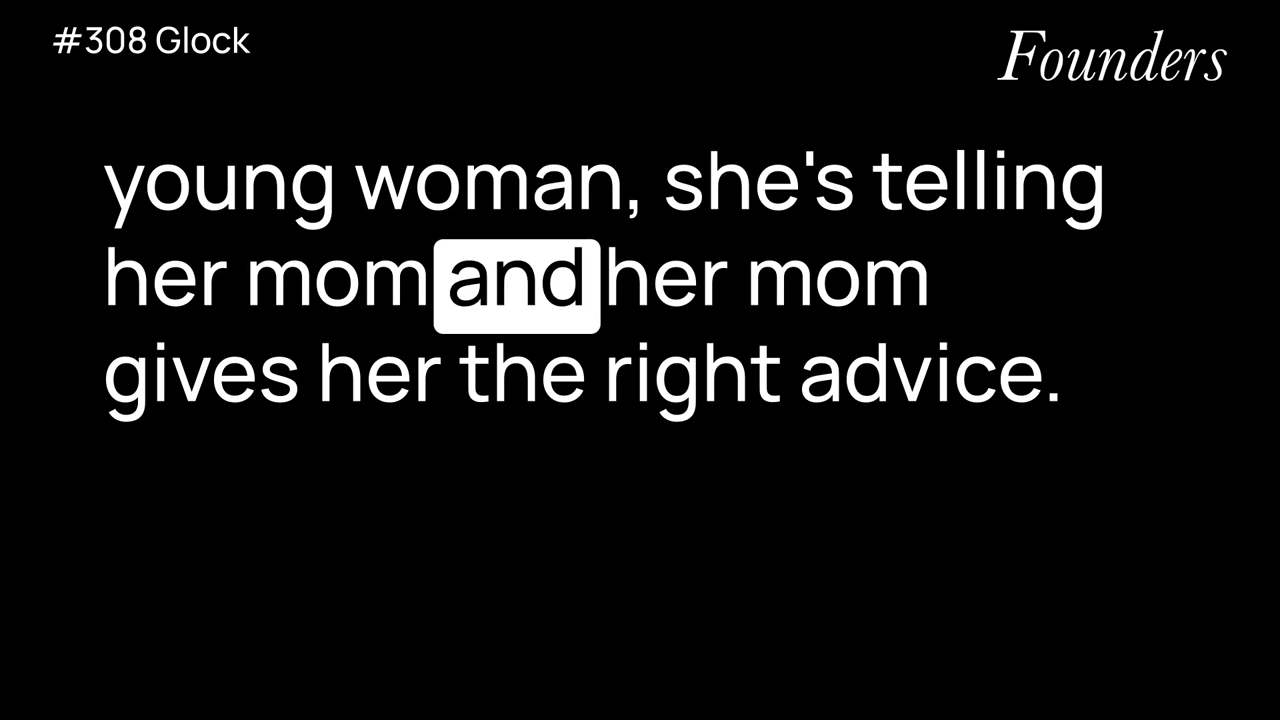 #308 Glock
Founders
young woman, she's telling
her mom and her mom
gives her the right advice.